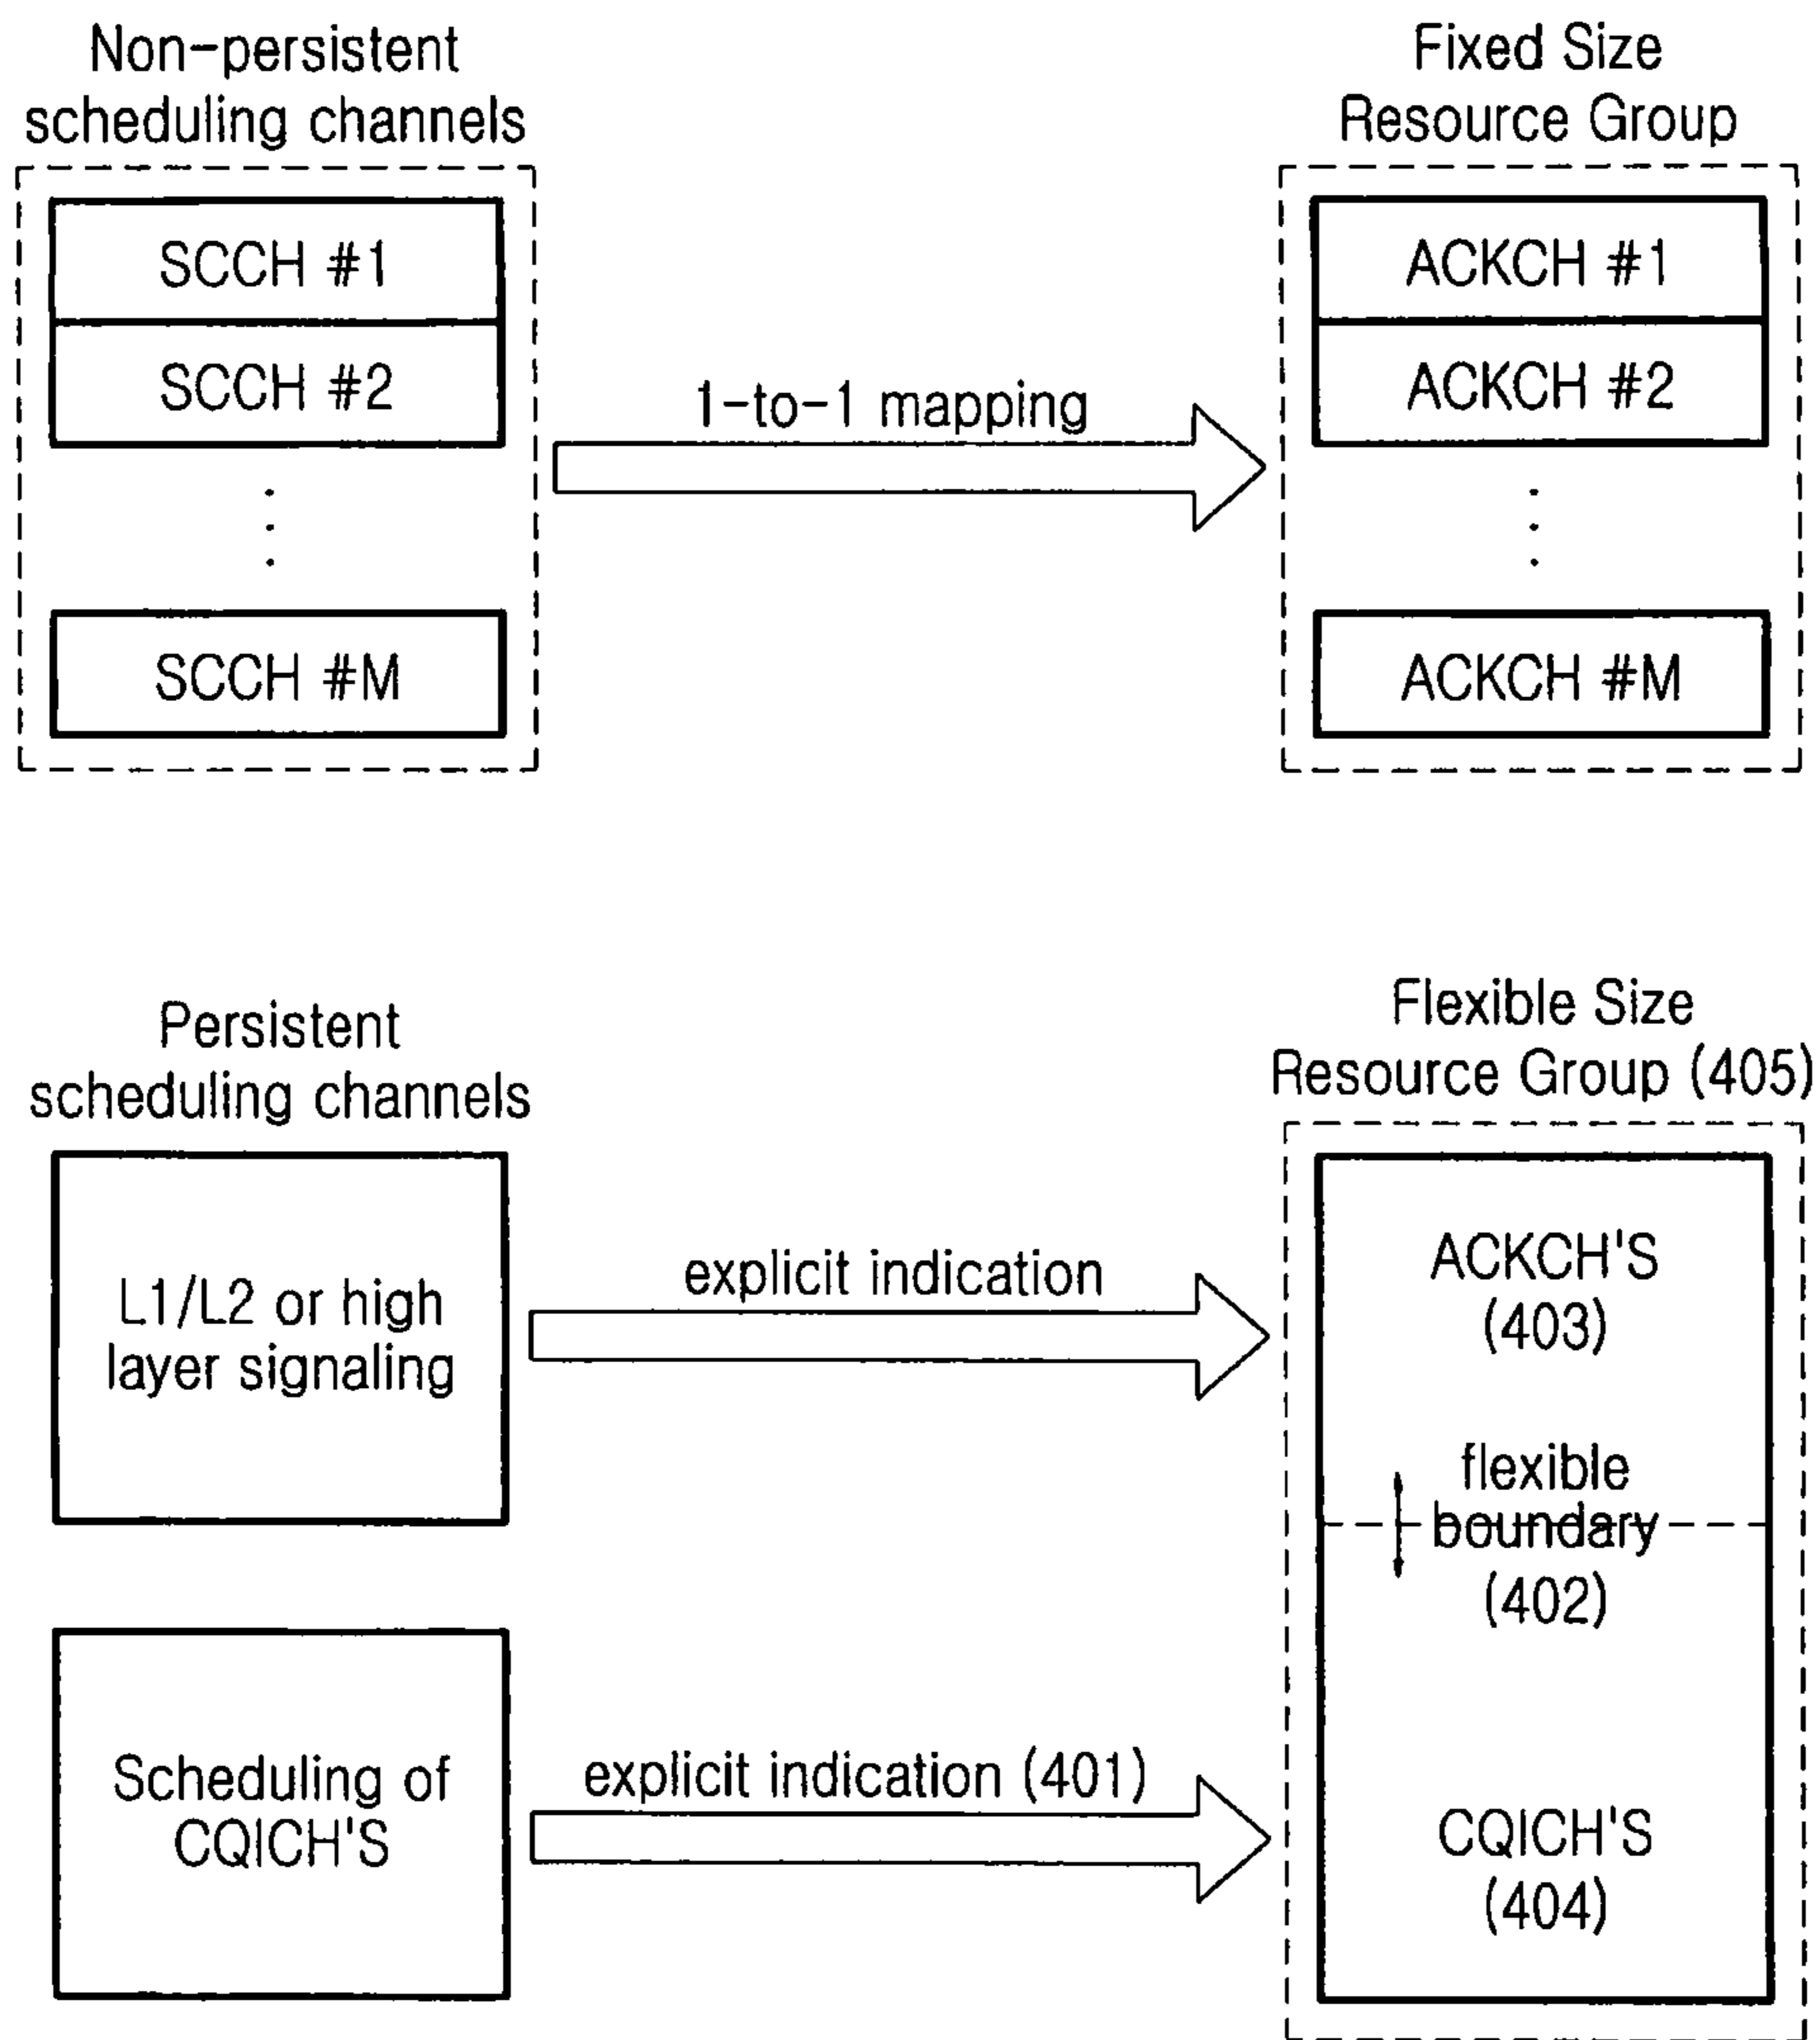 Non-persistent
scheduling channels
SCCH #1
SCCH #2
SCCH #M
1-to-1 mapping
Fixed Size
Resource Group
ACKCH #1
ACKCH #2
ACKCH #M
Persistent
scheduling channels
L1/L2 or high
layer signaling
Scheduling of
CQICH'S
explicit indication
explicit indication (401)
Flexible Size
Resource Group (405)
ACKCH'S
(403)
flexible
boundary
(402)
CQICH'S
(404)